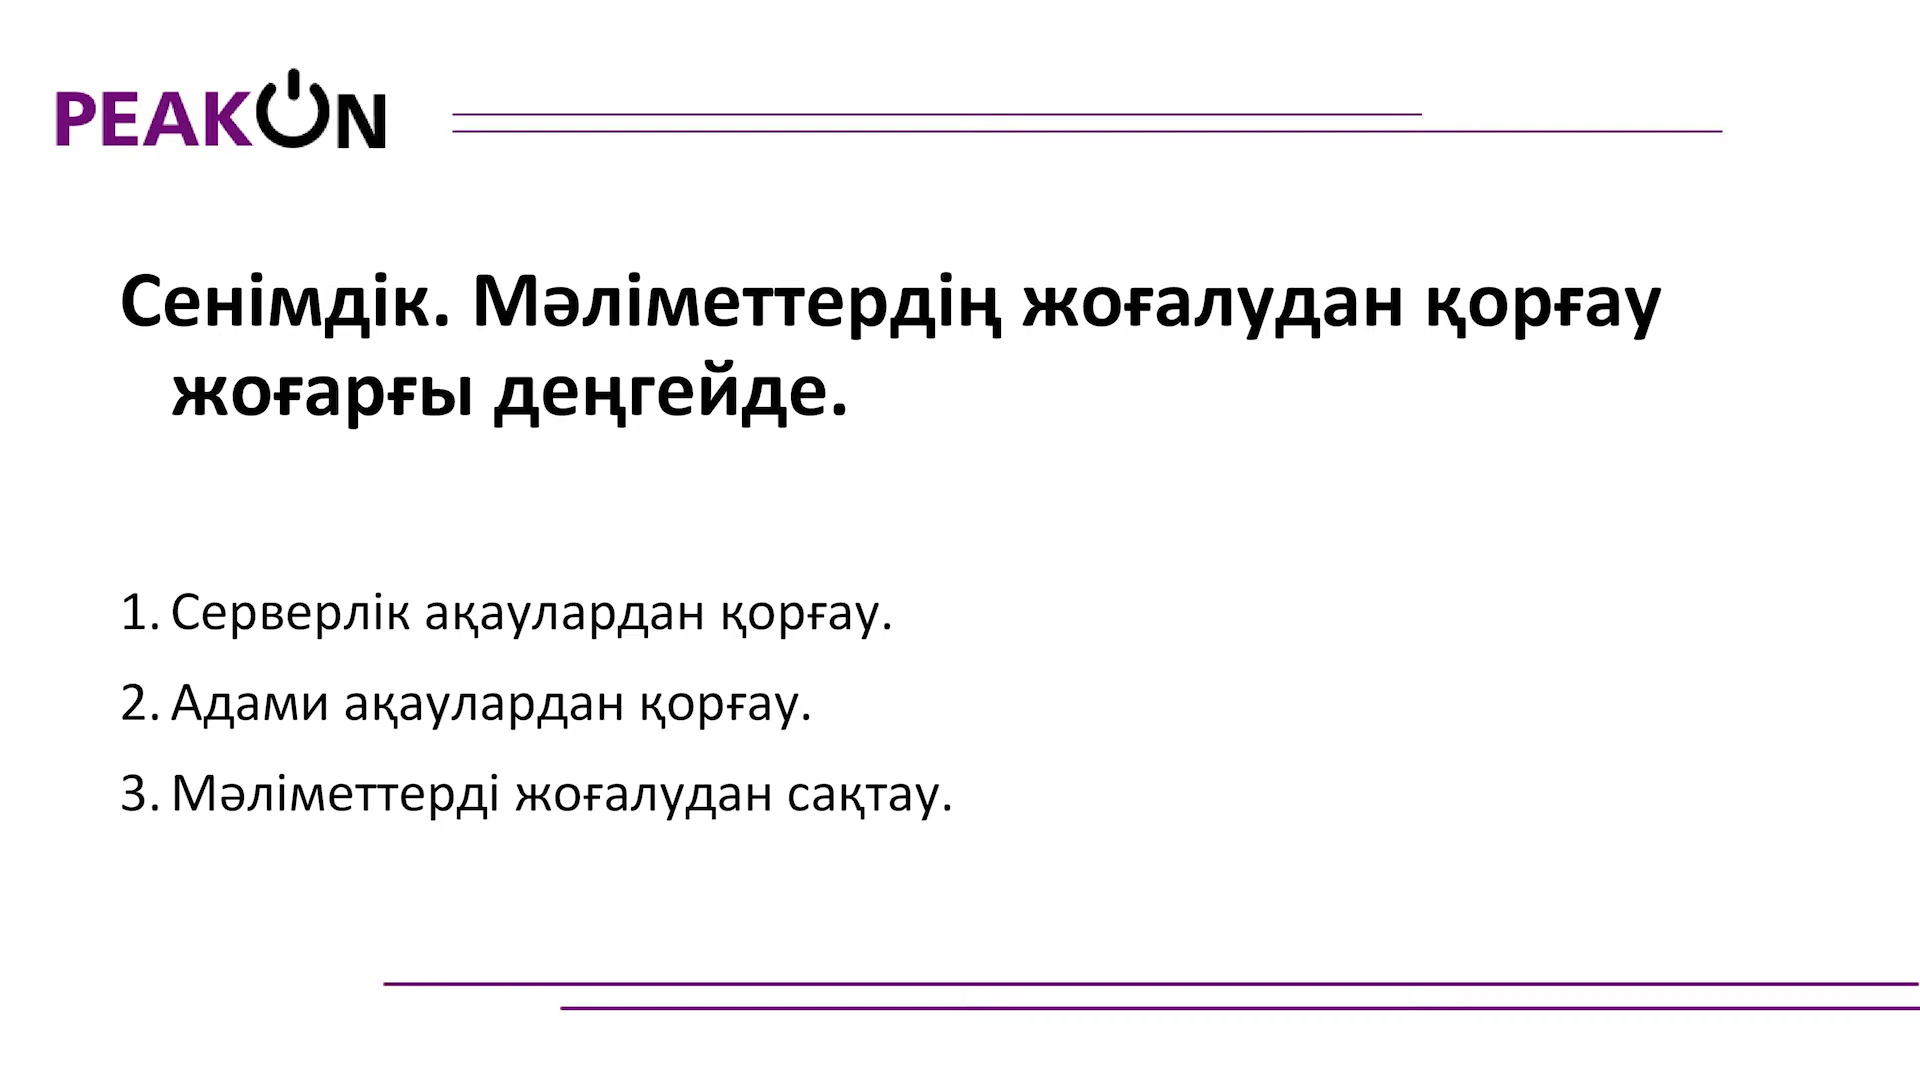 PEAKON
Сенімдік. Мәліметтердің жоғалудан қорғау
жоғарғы деңгейде.
1. Серверлік ақаулардан қорғау.
2. Адами ақаулардан қорғау.
3. Мәліметтерді жоғалудан сақтау.